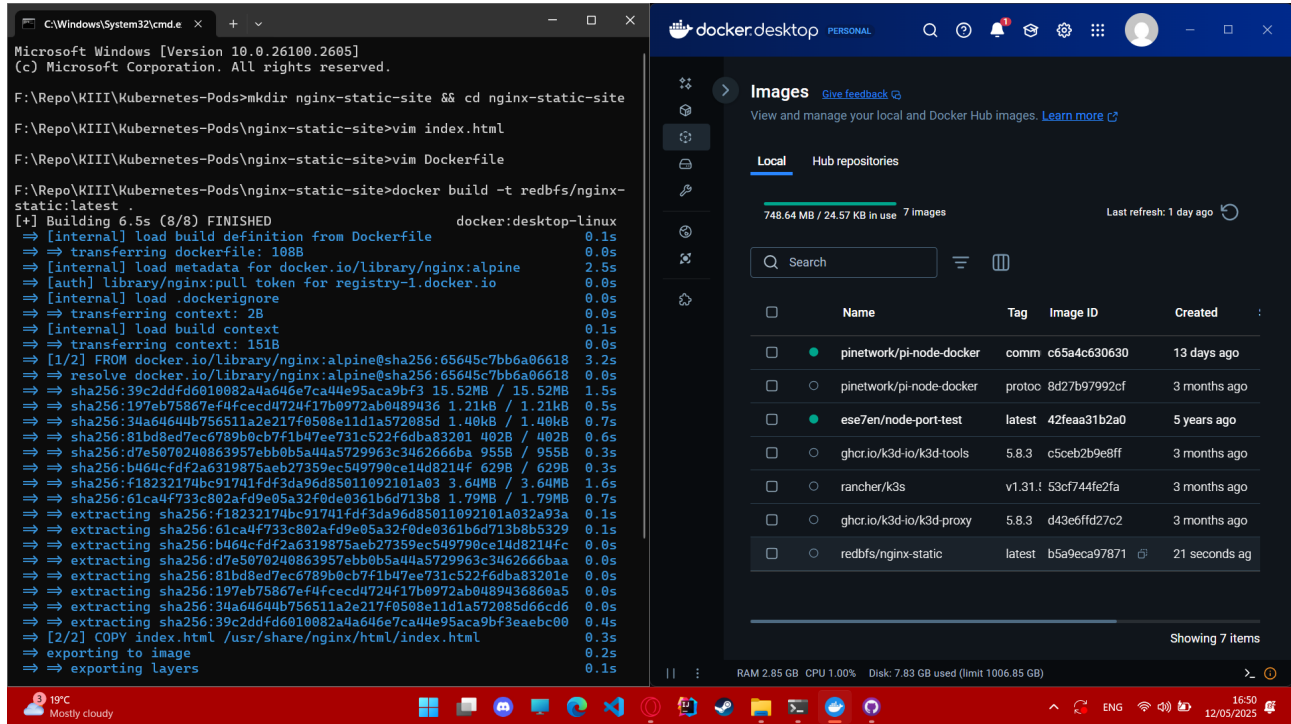 C:\Windows\System32\cmd.e
Microsoft Windows [Version 10.0.26100.2605]
(c) Microsoft Corporation. All rights reserved.
F:\Repo\KIII\Kubernetes-Pods>mkdir nginx-static-site && cd nginx-static-site
F:\Repo\KIII\Kubernetes-Pods\nginx-static-site>vim index.html
F:\Repo\KIII\Kubernetes-Pods\nginx-static-site>vim Dockerfile
F:\Repo\KIII\Kubernetes-Pods\nginx-static-site>docker build -t redbfs/nginx-
static:latest .
[+] Building 6.5s (8/8) FINISHED docker:desktop-linux
=> [internal] load build definition from Dockerfile 0.1s
=> => transferring dockerfile: 108B 0.0s
=> [internal] load metadata for docker.io/library/nginx:alpine 2.5s
=> [auth] library/nginx:pull token for registry-1.docker.io 0.0s
=> [internal] load .dockerignore 0.0s
=> => transferring context: 2B 0.0s
=> [internal] load build context 0.1s
=> => transferring context: 151B 0.0s
=> [1/2] FROM docker.io/library/nginx:alpine@sha256:65645c7bb6a06618 3.2s
=> => resolve docker.io/library/nginx:alpine@sha256:65645c7bb6a06618 0.0s
=> => sha256:39c2ddfd6010082a4a646e7ca44e95aca9bf3 15.52MB / 15.52MB 1.5s
=> => sha256:197eb75867ef4fcecd4724f17b0972ab0489436 1.21kB / 1.21kB 0.5s
=> => sha256:34a64644b756511a2e217f0508e11d1a572085d 1.40kB / 1.40kB 0.7s
=> => sha256:81bd8ed7ec6789b0cb7f1b47ee731c522f6dba83201 402B / 402B 0.6s
=> => sha256:d7e5070240863957ebb0b5a44a5729963c3462666ba 955B / 955B 0.3s
=> => sha256:b464cfdf2a6319875aeb27359ec549790ce14d8214f 629B / 629B 0.3s
=> => sha256:f18232174bc91741fdf3da96d85011092101a03 3.64MB / 3.64MB 1.6s
=> => sha256:61ca4f733c802afd9e05a32f0de0361b6d713b8 1.79MB / 1.79MB 0.7s
=> => extracting sha256:f18232174bc91741fdf3da96d85011092101a032a93a 0.1s
=> => extracting sha256:61ca4f733c802afd9e05a32f0de0361b6d713b8b5329 0.1s
=> => extracting sha256:b464cfdf2a6319875aeb27359ec549790ce14d8214fc 0.0s
=> => extracting sha256:d7e5070240863957ebb0b5a44a5729963c3462666baa 0.0s
=> => extracting sha256:81bd8ed7ec6789b0cb7f1b47ee731c522f6dba83201e 0.0s
=> => extracting sha256:197eb75867ef4fcecd4724f17b0972ab0489436860a5 0.0s
=> => extracting sha256:34a64644b756511a2e217f0508e11d1a572085d66cd6 0.0s
=> => extracting sha256:39c2ddfd6010082a4a646e7ca44e95aca9bf3eaebc00 0.4s
=> [2/2] COPY index.html /usr/share/nginx/html/index.html 0.3s
=> exporting to image 0.2s
=> => exporting layers 0.1s
docker.desktop PERSONAL 1
Images Give feedback
View and manage your local and Docker Hub images. Learn more
Local Hub repositories
748.64 MB / 24.57 KB in use 7 images Last refresh: 1 day ago
Search
Name Tag Image ID Created
pinetwork/pi-node-docker comm c65a4c630630 13 days ago
pinetwork/pi-node-docker protoc 8d27b97992cf 3 months ago
ese7en/node-port-test latest 42feaa31b2a0 5 years ago
ghcr.io/k3d-io/k3d-tools 5.8.3 c5ceb2b9e8ff 3 months ago
rancher/k3s v1.31.! 53cf744fe2fa 3 months ago
ghcr.io/k3d-io/k3d-proxy 5.8.3 d43e6ffd27c2 3 months ago
redbfs/nginx-static latest b5a9eca97871 21 seconds ag
Showing 7 items
RAM 2.85 GB CPU 1.00% Disk: 7.83 GB used (limit 1006.85 GB)
3 19°C
Mostly cloudy
ENG
16:50
12/05/2025